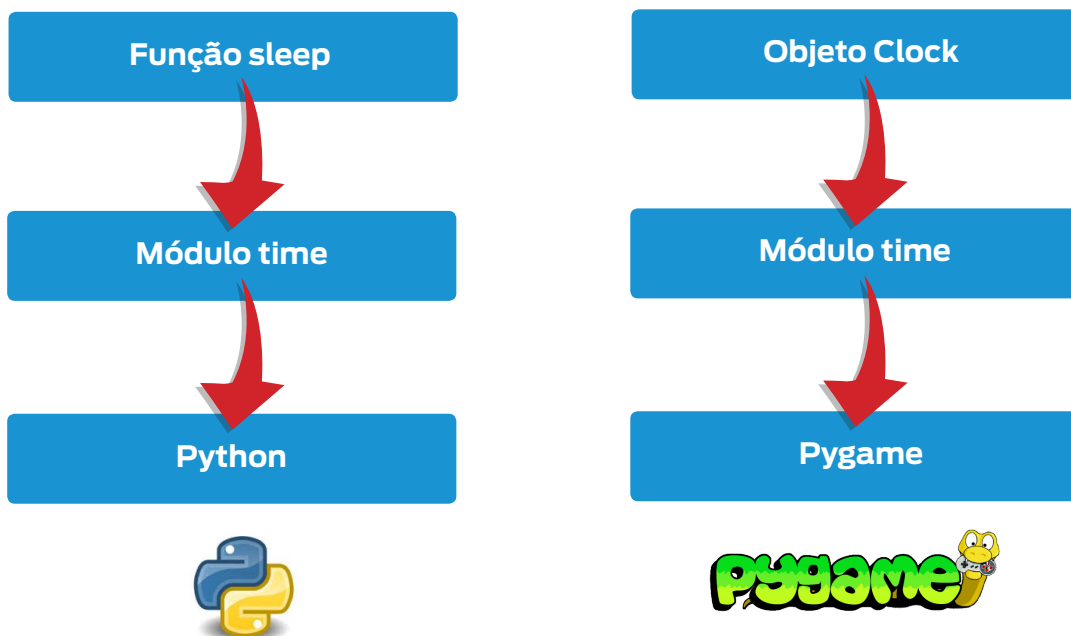 Função sleep
Módulo time
Python
Objeto Clock
Módulo time
Pygame
pygame